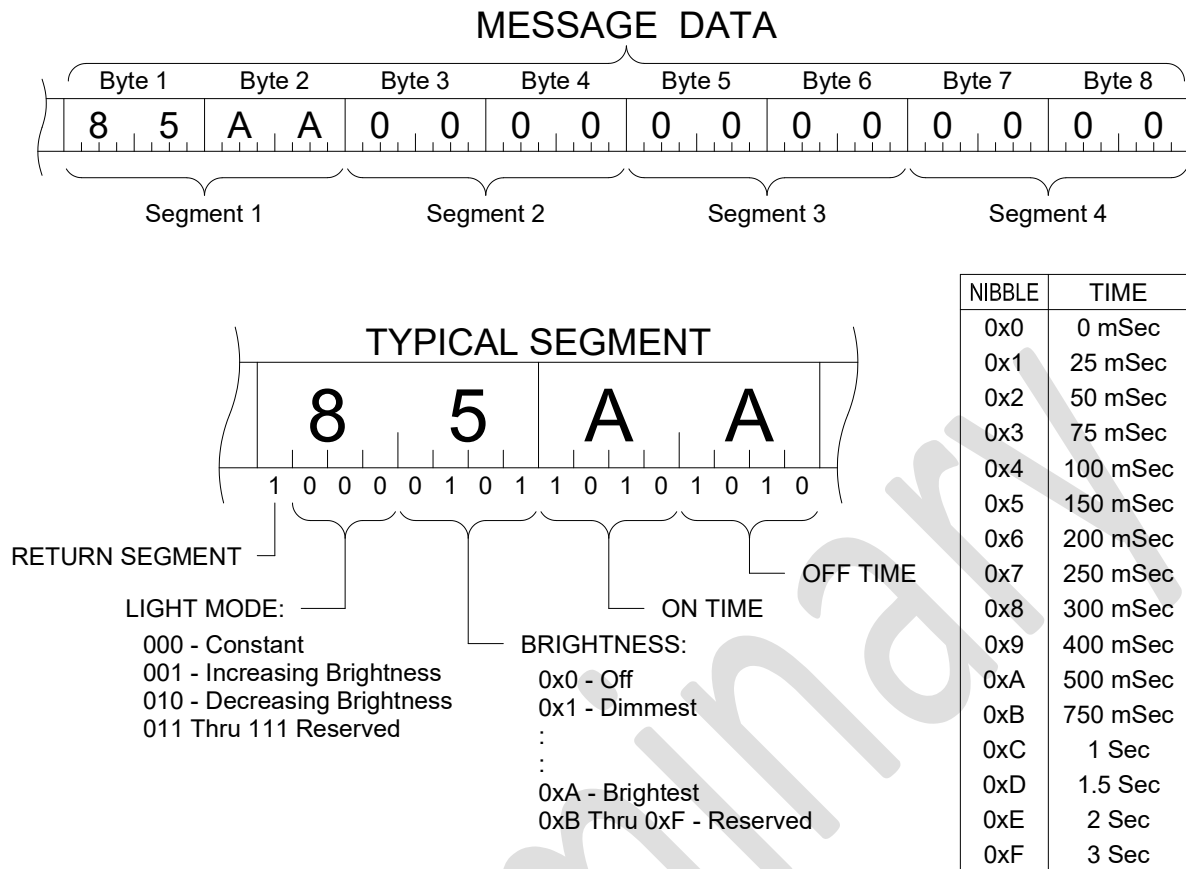 MESSAGE DATA
Byte 1 Byte 2 Byte 3 Byte 4 Byte 5 Byte 6 Byte 7 Byte 8
8 5 A A 0 0 0 0 0 0 0 0 0 0 0 0
Segment 1 Segment 2 Segment 3 Segment 4
TYPICAL SEGMENT
8 5 A A
1 0 0 0 0 1 0 1 1 0 1 0 1 0 1 0
RETURN SEGMENT
LIGHT MODE:
000 - Constant
001 - Increasing Brightness
010 - Decreasing Brightness
011 Thru 111 Reserved
BRIGHTNESS:
0x0 - Off
0x1 - Dimmest
:
:
0xA - Brightest
0xB Thru 0xF - Reserved
ON TIME
OFF TIME
NIBBLE TIME
0x0 0 mSec
0x1 25 mSec
0x2 50 mSec
0x3 75 mSec
0x4 100 mSec
0x5 150 mSec
0x6 200 mSec
0x7 250 mSec
0x8 300 mSec
0x9 400 mSec
0xA 500 mSec
0xB 750 mSec
0xC 1 Sec
0xD 1.5 Sec
0xE 2 Sec
0xF 3 Sec